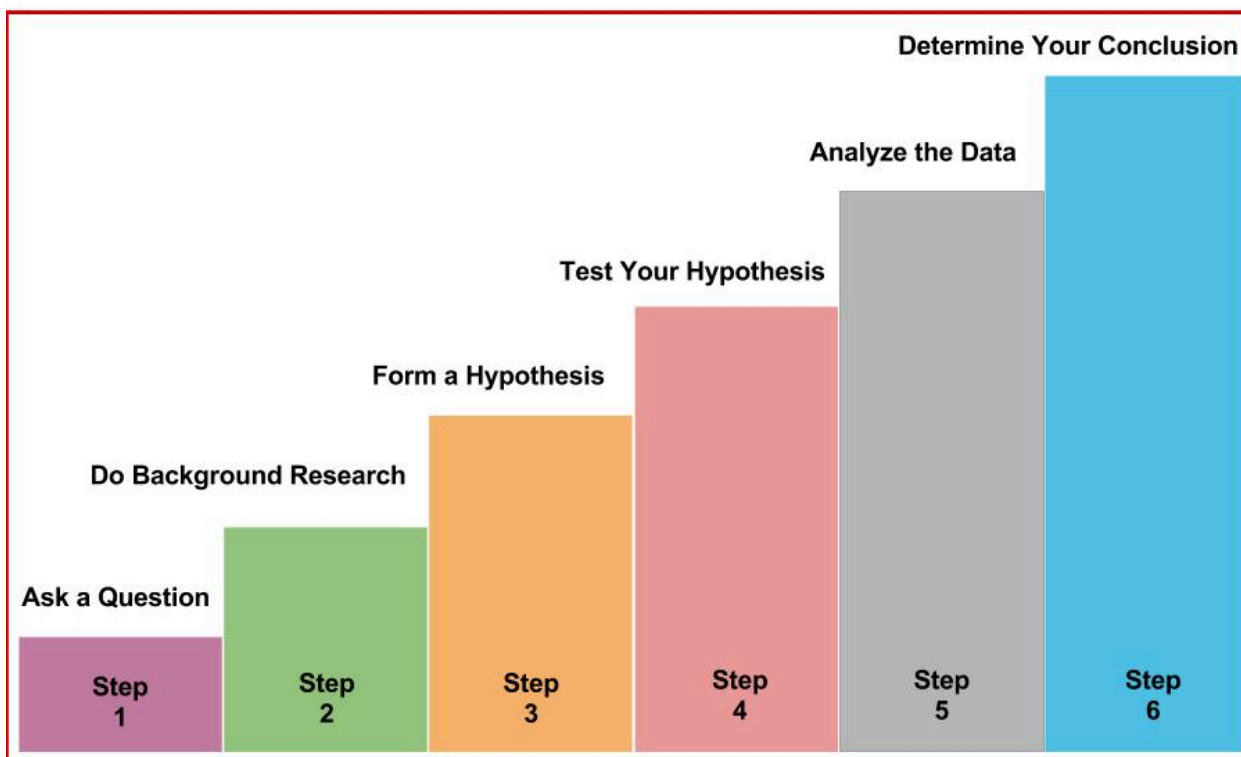 Determine Your Conclusion
Analyze the Data
Test Your Hypothesis
Form a Hypothesis
Do Background Research
Ask a Question
Step
1
Step
2
Step
3
Step
4
Step
5
Step
6